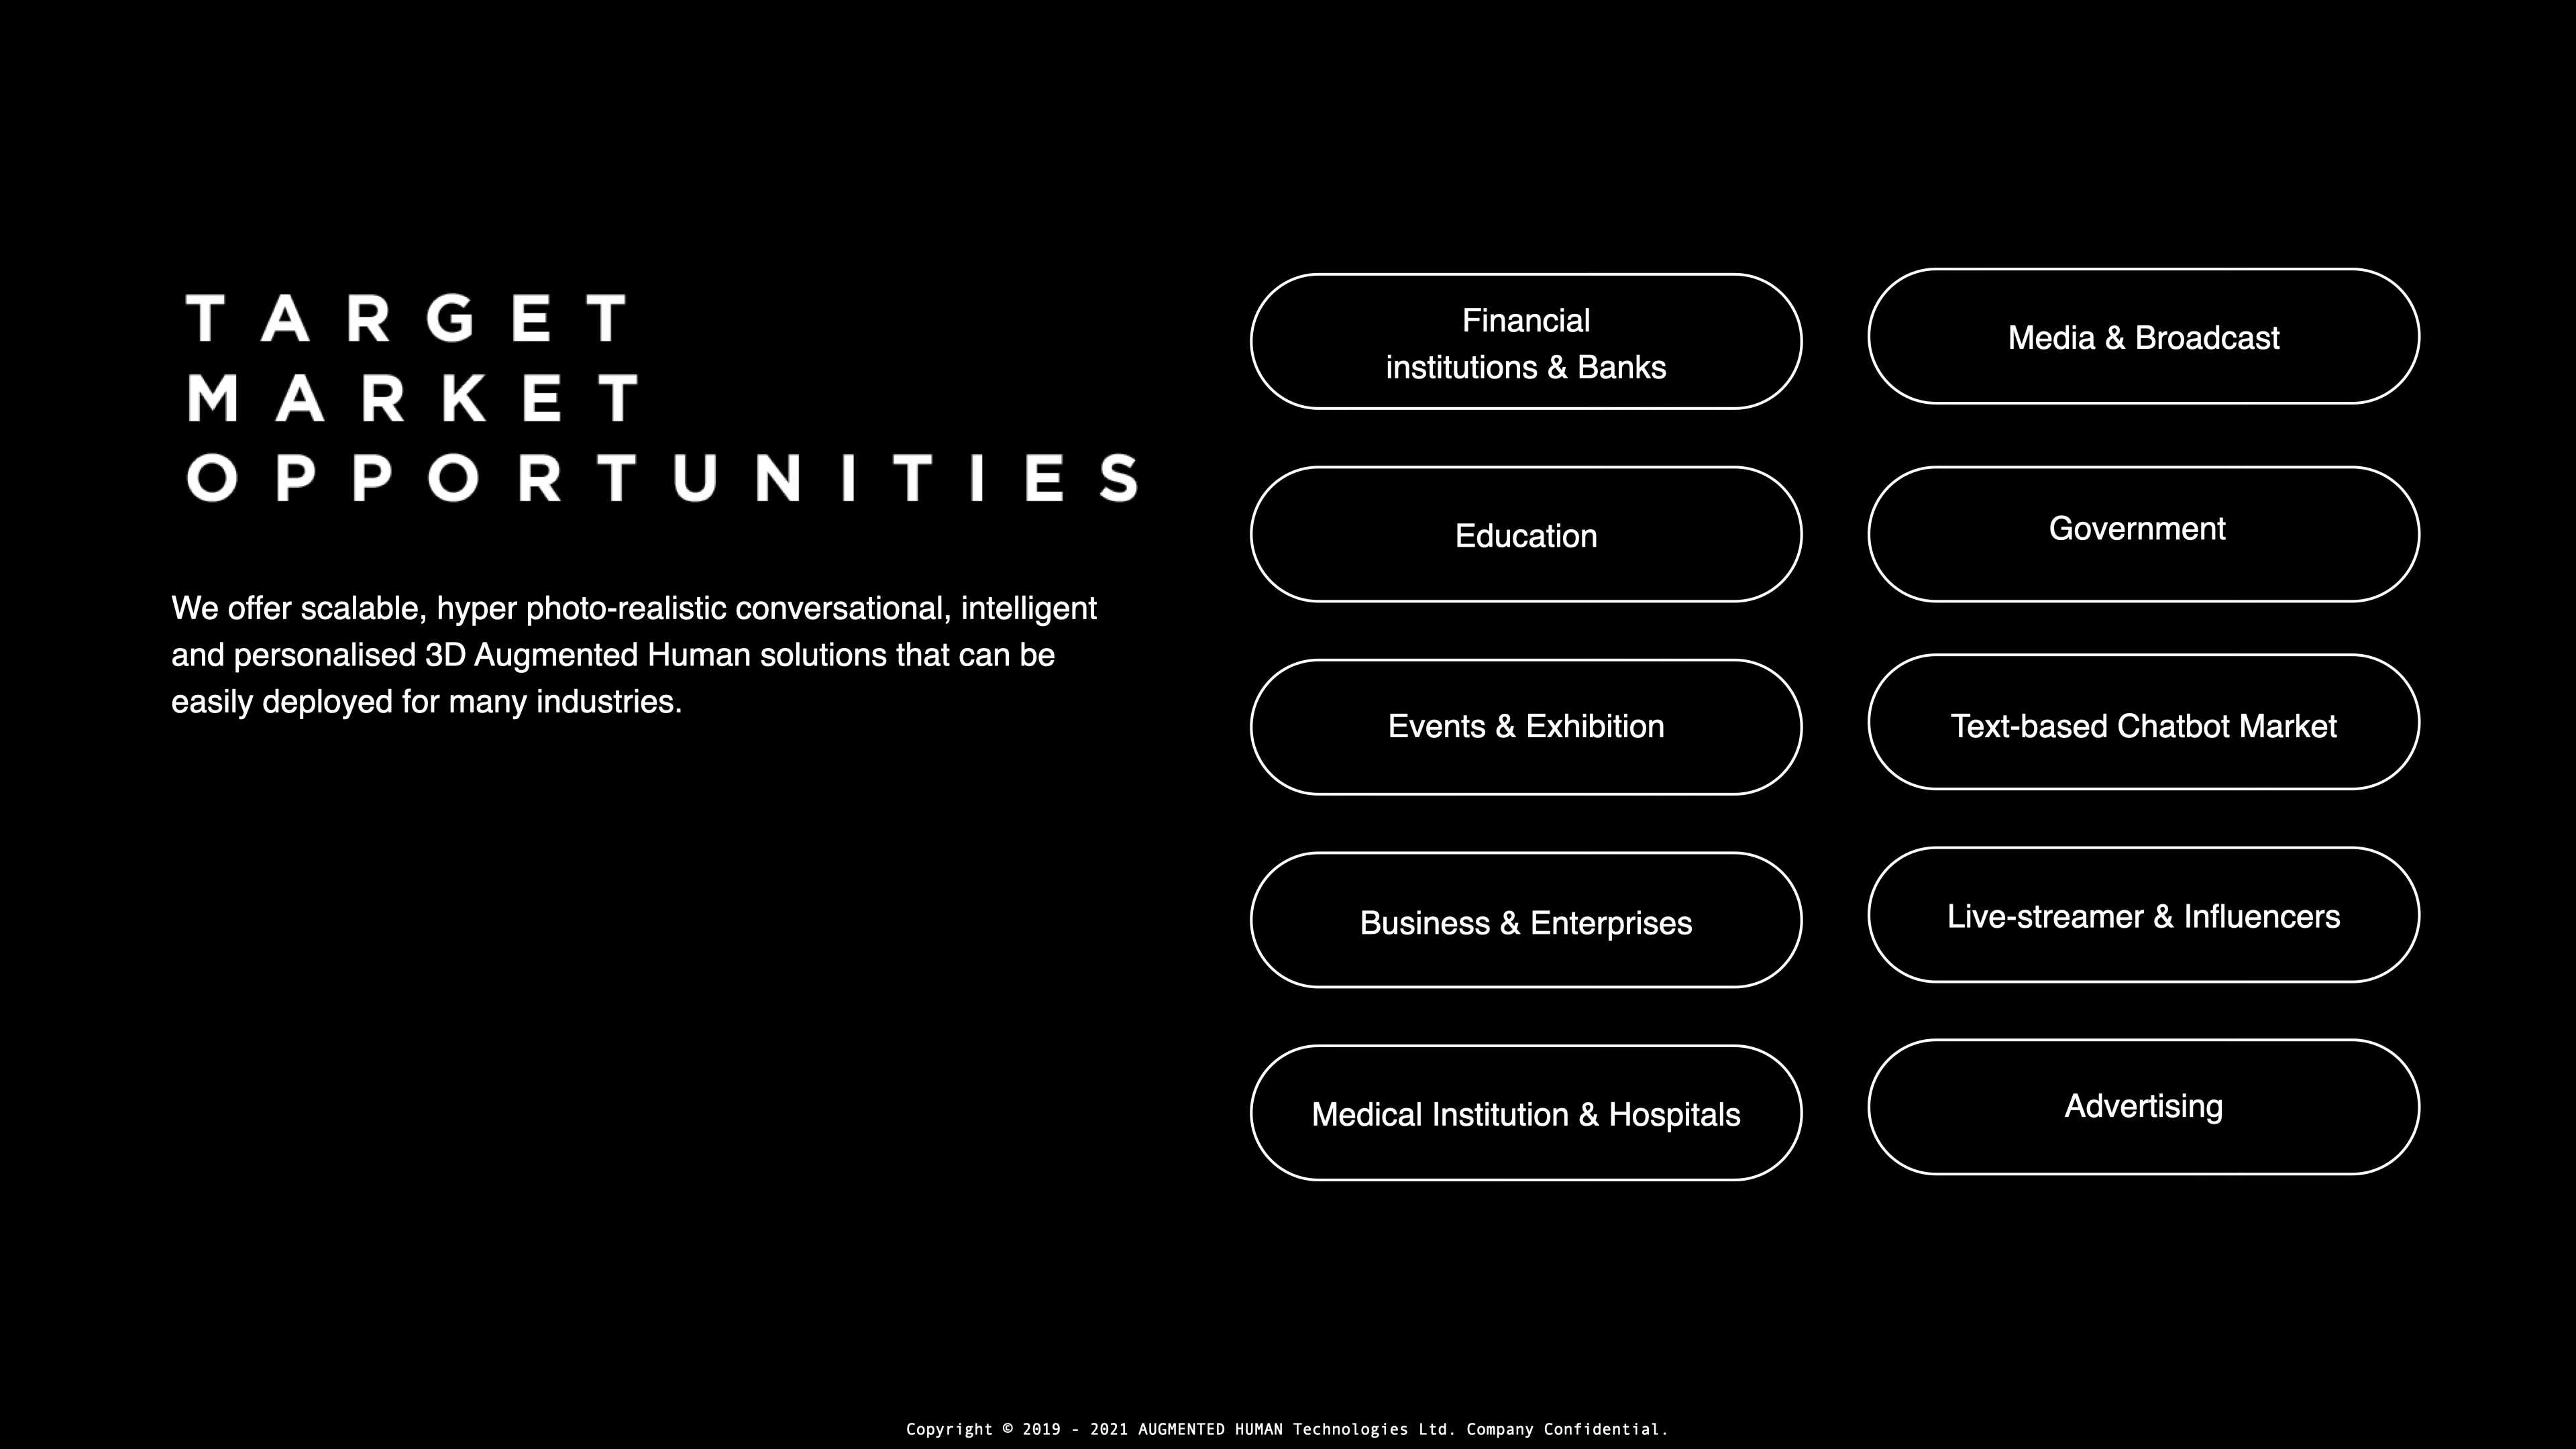 TARGET
MARKET
OPPORTUNITIES
We offer scalable, hyper photo-realistic conversational, intelligent
and personalised 3D Augmented Human solutions that can be
easily deployed for many industries.
Financial
institutions & Banks
Media & Broadcast
Education
Government
Events & Exhibition
Text-based Chatbot Market
Business & Enterprises
Live-streamer & Influencers
Medical Institution & Hospitals
Advertising
Copyright © 2019 - 2021 AUGMENTED HUMAN Technologies Ltd. Company Confidential.